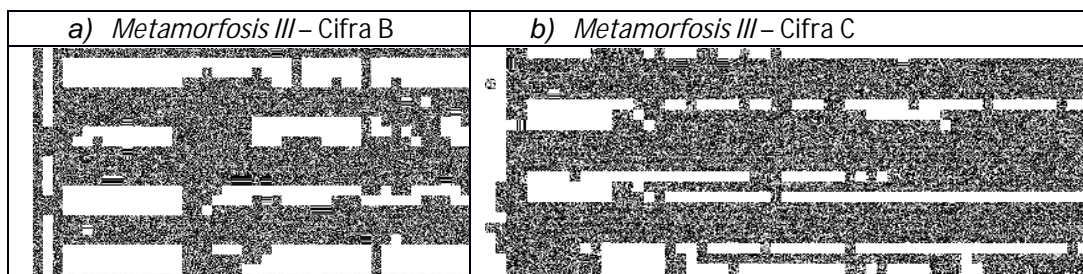 a) Metamorfosis III – Cifra B
b) Metamorfosis III – Cifra C